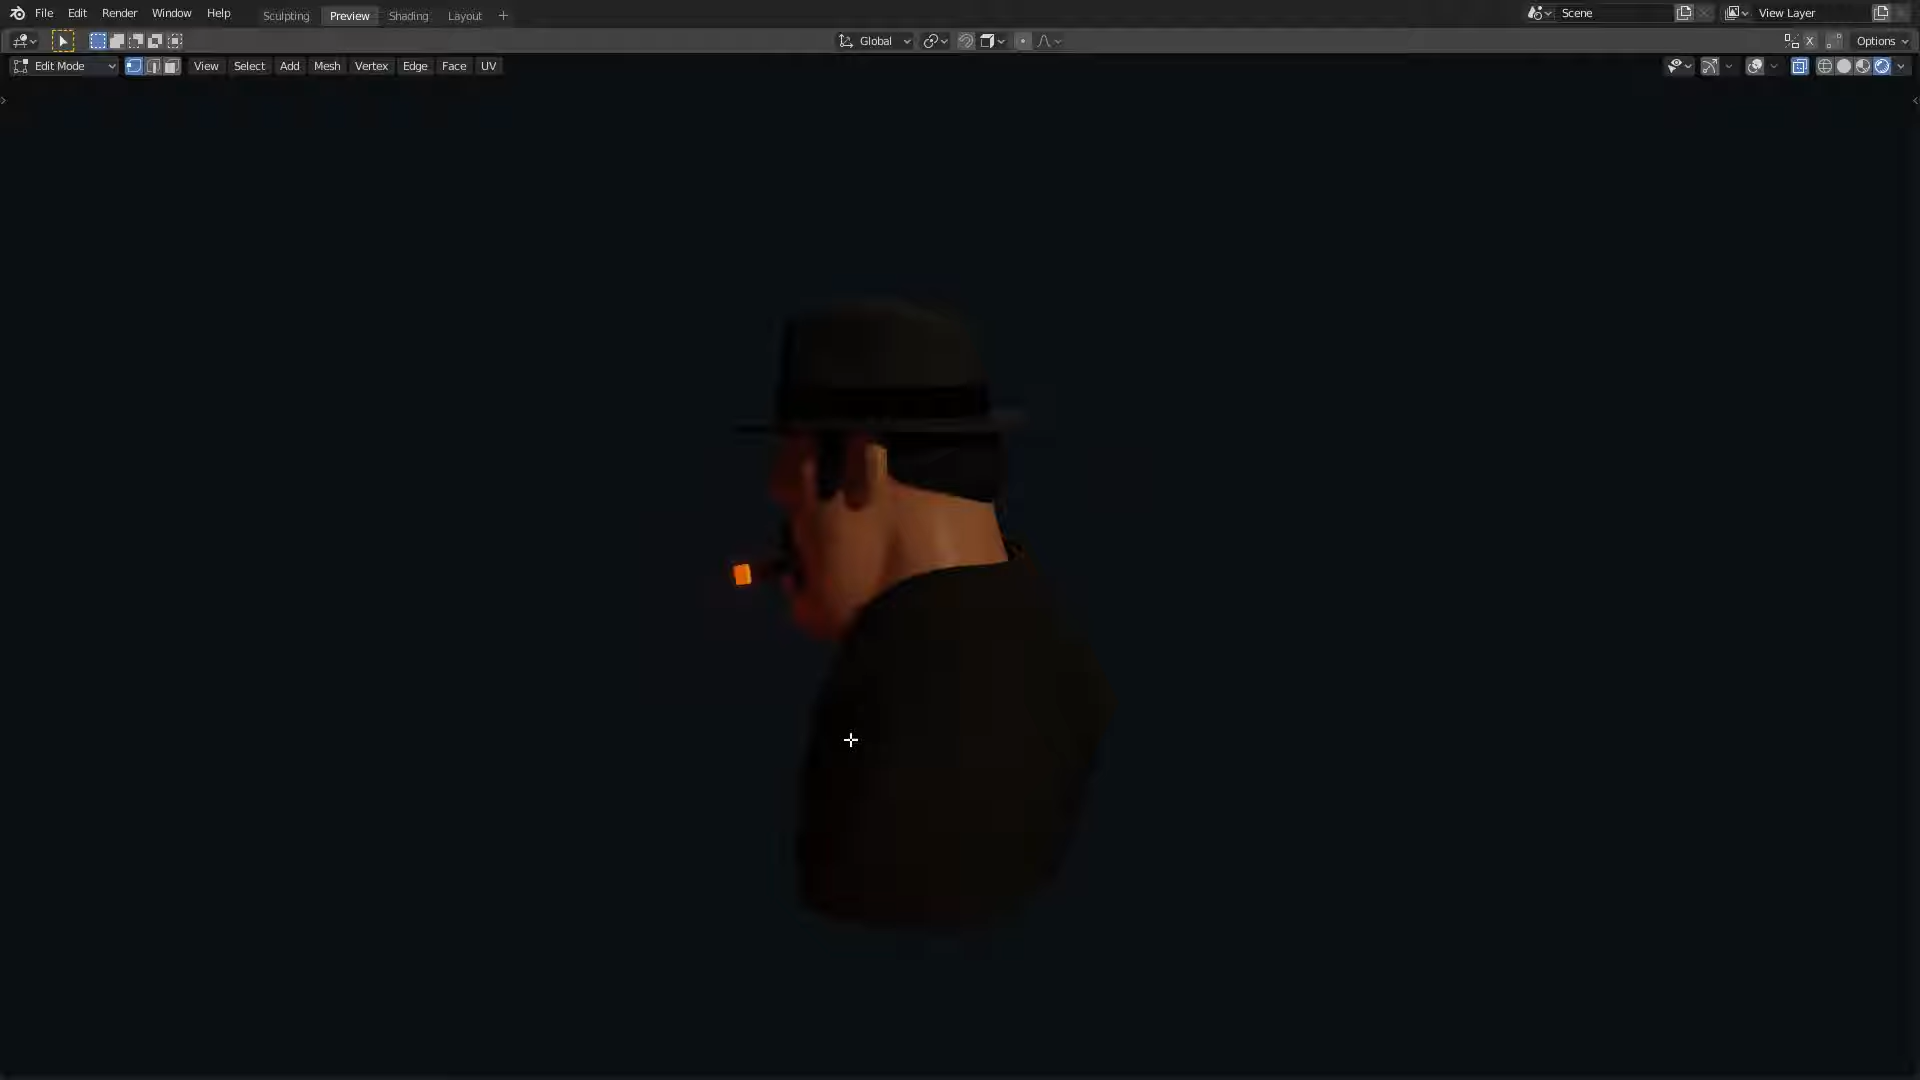 File Edit Render Window Help Sculpting Preview Shading Layout + Scene View Layer
Global X Options
Edit Mode View Select Add Mesh Vertex Edge Face UV